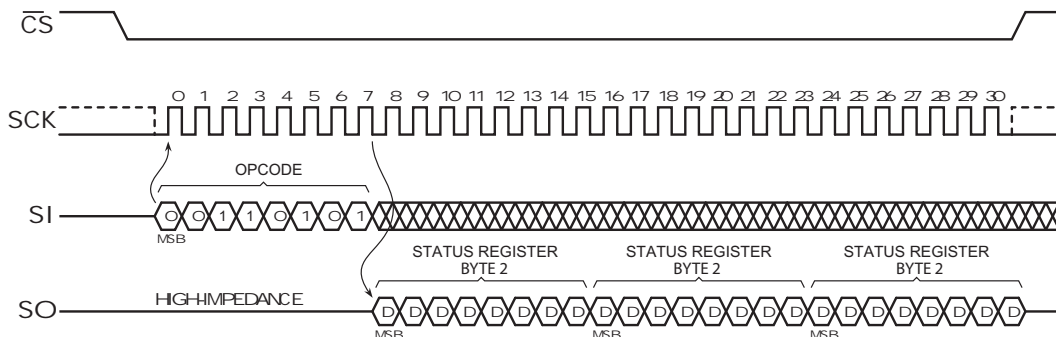 CS
SCK
0 1 2 3 4 5 6 7 8 9 10 11 12 13 14 15 16 17 18 19 20 21 22 23 24 25 26 27 28 29 30
OPCODE
SI
0 0 1 1 0 1 0 1
MSB
STATUS REGISTER
BYTE 2
STATUS REGISTER
BYTE 2
STATUS REGISTER
BYTE 2
SO
HIGH-IMPEDANCE
D D D D D D D D D D D D D D D D D D D D D D D D
MSB
MSB
MSB